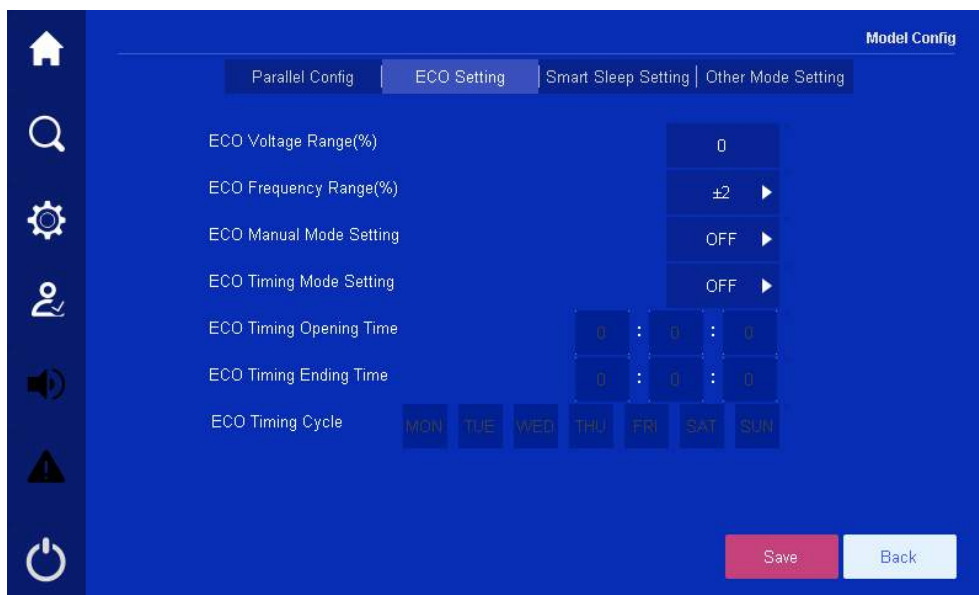 Model Config
Parallel Config ECO Setting Smart Sleep Setting Other Mode Setting
ECO Voltage Range(%) 0
ECO Frequency Range(%) ±2
ECO Manual Mode Setting OFF
ECO Timing Mode Setting OFF
ECO Timing Opening Time 0 : 0 : 0
ECO Timing Ending Time 0 : 0 : 0
ECO Timing Cycle MON TUE WED THU FRI SAT SUN
Save Back